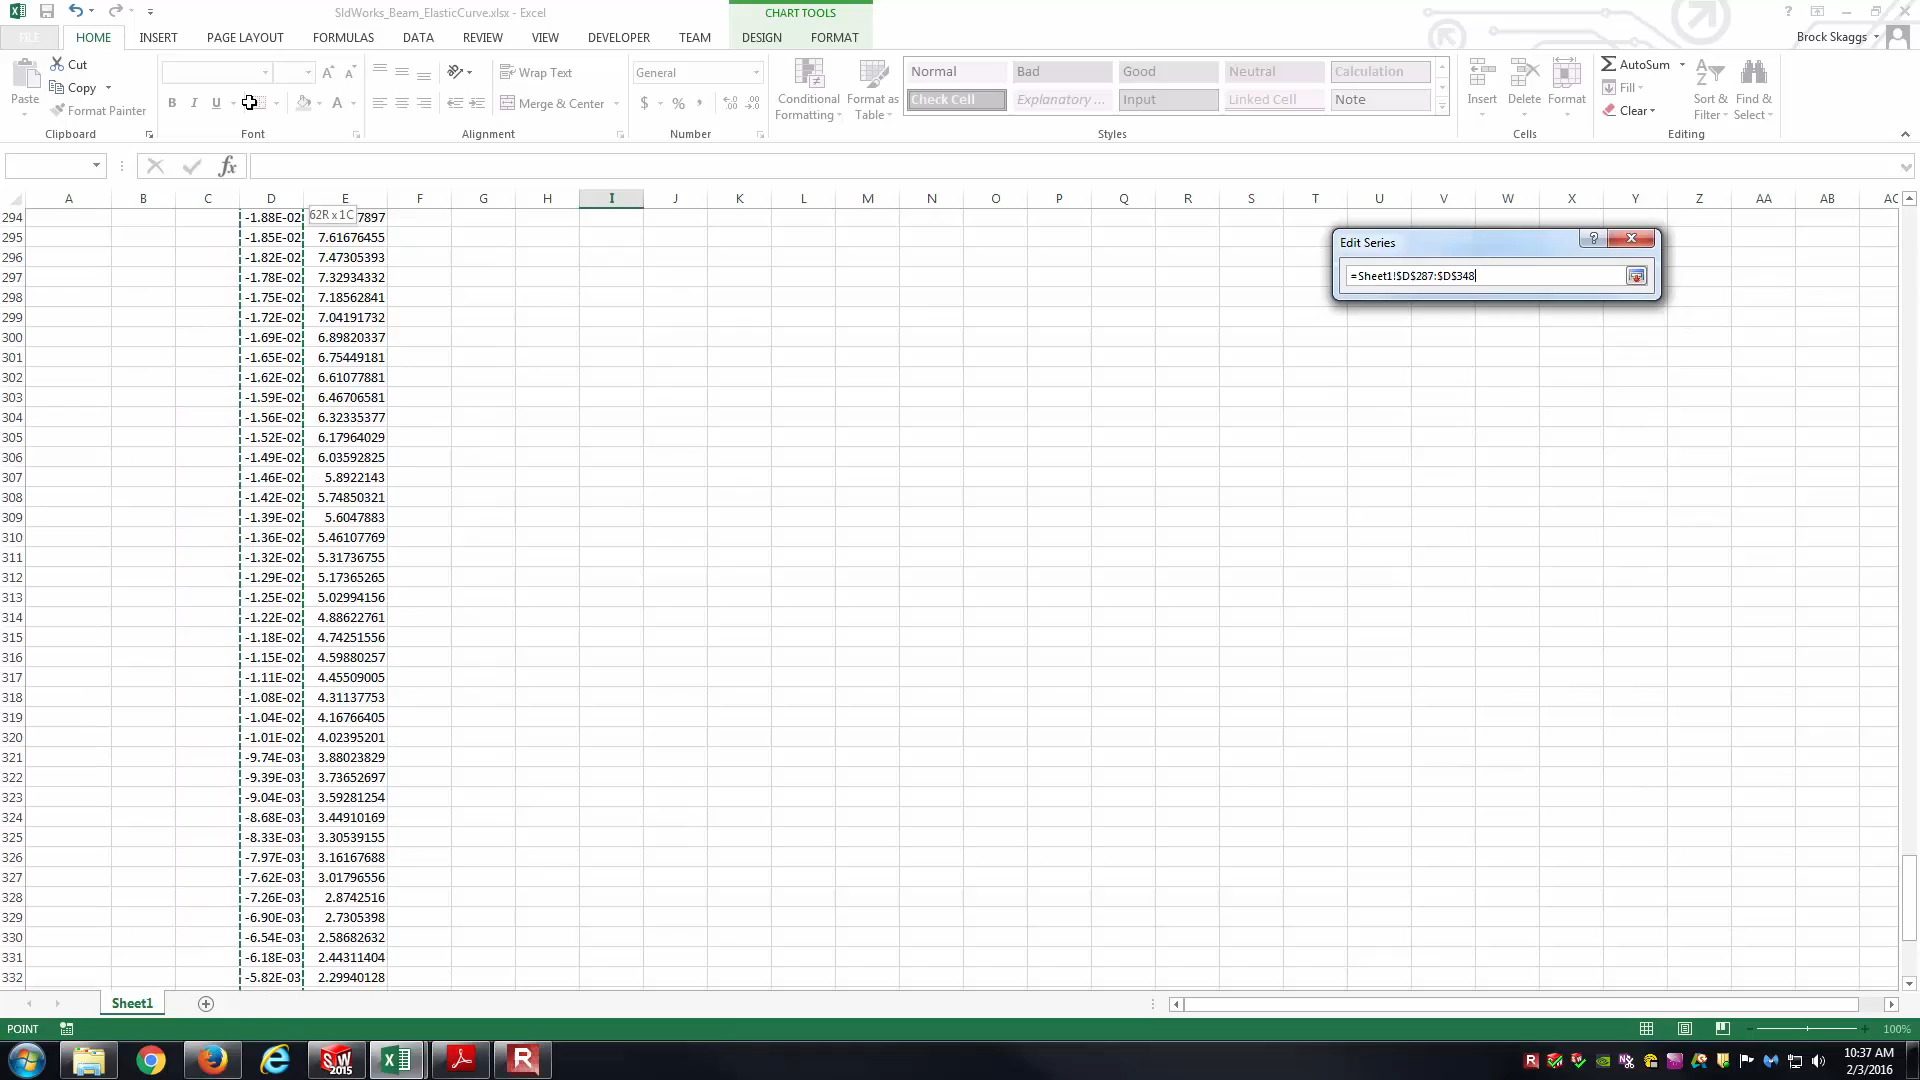 SldWorks_Beam_ElasticCurve.xlsx - Excel
CHART TOOLS
FILE HOME INSERT PAGE LAYOUT FORMULAS DATA REVIEW VIEW DEVELOPER TEAM DESIGN FORMAT
Brock Skaggs
Paste
Cut
Copy
Format Painter
Clipboard
B I U
Font
Wrap Text
Merge & Center
Alignment
General
$ % ,
Number
Conditional Formatting
Format as Table
Normal Bad Good Neutral Calculation
Check Cell Explanatory ... Input Linked Cell Note
Styles
Insert Delete Format
Cells
AutoSum
Fill
Clear
Sort & Filter
Find & Select
Editing
fx
A B C D E F G H I J K L M N O P Q R S T U V W X Y Z AA AB AC
294 -1.88E-02 62R x 1C 7897
295 -1.85E-02 7.61676455
296 -1.82E-02 7.47305393
297 -1.78E-02 7.32934332
298 -1.75E-02 7.18562841
299 -1.72E-02 7.04191732
300 -1.69E-02 6.89820337
301 -1.65E-02 6.75449181
302 -1.62E-02 6.61077881
303 -1.59E-02 6.46706581
304 -1.56E-02 6.32335377
305 -1.52E-02 6.17964029
306 -1.49E-02 6.03592825
307 -1.46E-02 5.8922143
308 -1.42E-02 5.74850321
309 -1.39E-02 5.6047883
310 -1.36E-02 5.46107769
311 -1.32E-02 5.31736755
312 -1.29E-02 5.17365265
313 -1.25E-02 5.02994156
314 -1.22E-02 4.88622761
315 -1.18E-02 4.74251556
316 -1.15E-02 4.59880257
317 -1.11E-02 4.45509005
318 -1.08E-02 4.31137753
319 -1.04E-02 4.16766405
320 -1.01E-02 4.02395201
321 -9.74E-03 3.88023829
322 -9.39E-03 3.73652697
323 -9.04E-03 3.59281254
324 -8.68E-03 3.44910169
325 -8.33E-03 3.30539155
326 -7.97E-03 3.16167688
327 -7.62E-03 3.01796556
328 -7.26E-03 2.8742516
329 -6.90E-03 2.7305398
330 -6.54E-03 2.58682632
331 -6.18E-03 2.44311404
332 -5.82E-03 2.29940128
Edit Series
=Sheet1!$D$287:$D$348
Sheet1
POINT
100%
SW 2015
10:37 AM
2/3/2016